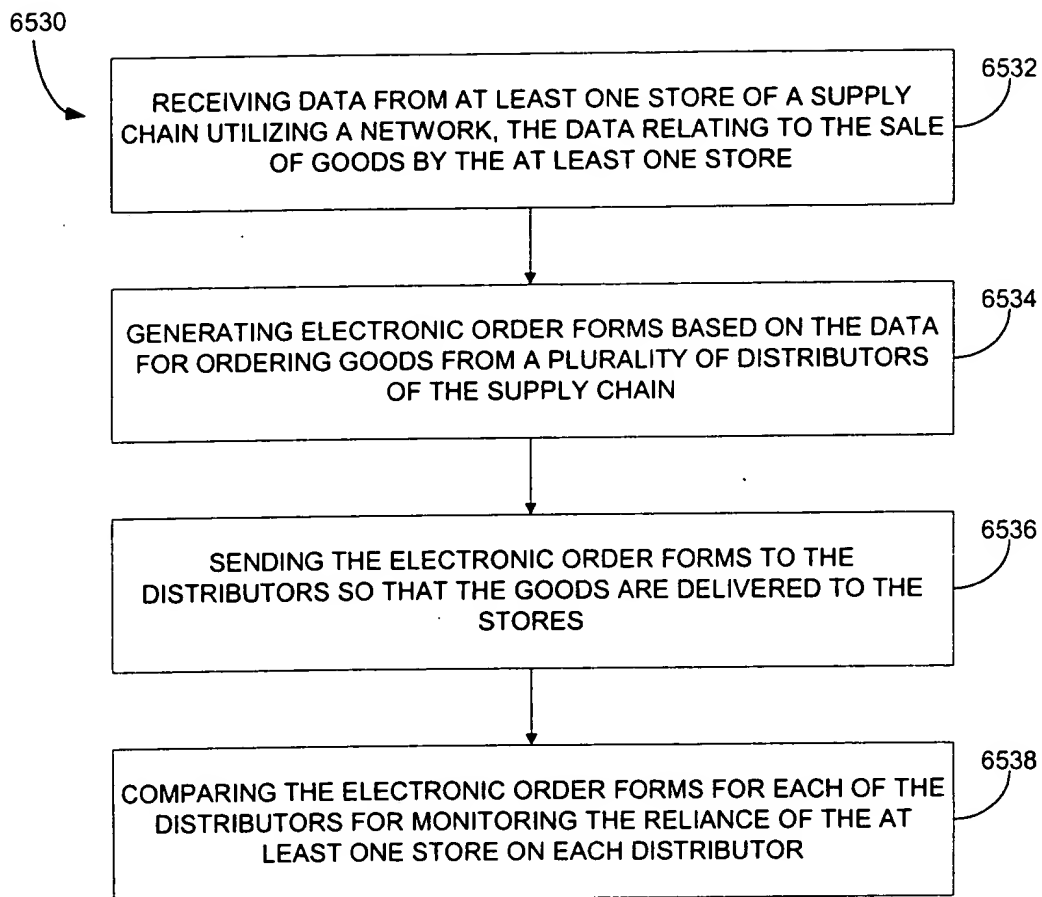 6530
6532
RECEIVING DATA FROM AT LEAST ONE STORE OF A SUPPLY
CHAIN UTILIZING A NETWORK, THE DATA RELATING TO THE SALE
OF GOODS BY THE AT LEAST ONE STORE
6534
GENERATING ELECTRONIC ORDER FORMS BASED ON THE DATA
FOR ORDERING GOODS FROM A PLURALITY OF DISTRIBUTORS
OF THE SUPPLY CHAIN
6536
SENDING THE ELECTRONIC ORDER FORMS TO THE
DISTRIBUTORS SO THAT THE GOODS ARE DELIVERED TO THE
STORES
6538
COMPARING THE ELECTRONIC ORDER FORMS FOR EACH OF THE
DISTRIBUTORS FOR MONITORING THE RELIANCE OF THE AT
LEAST ONE STORE ON EACH DISTRIBUTOR